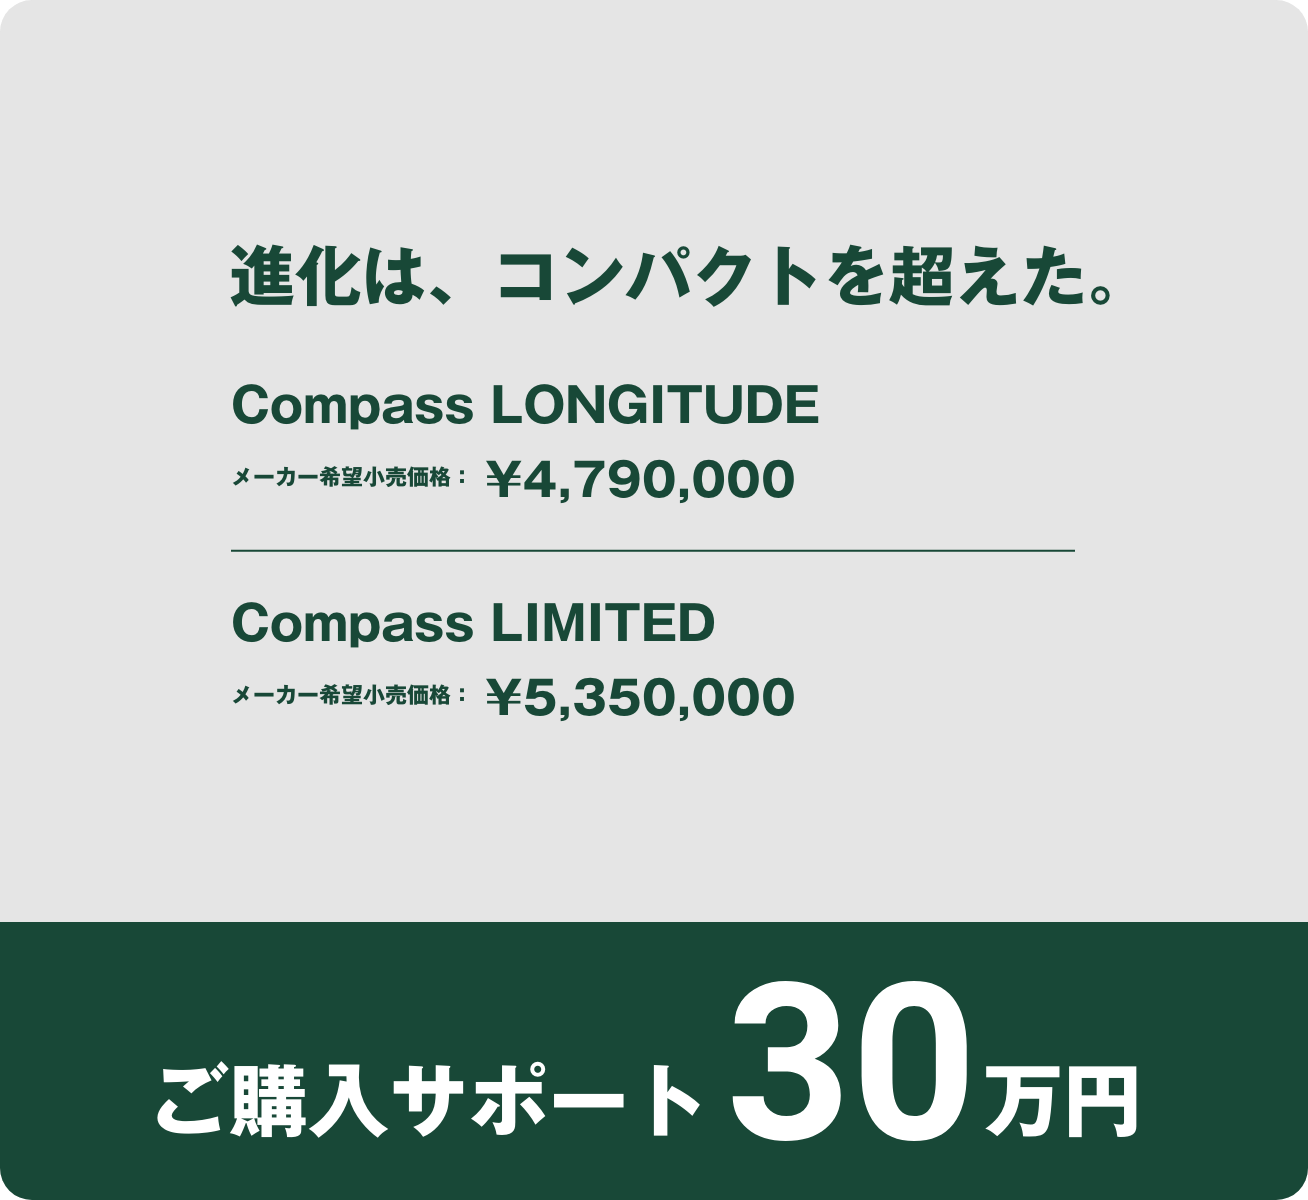 進化は、コンパクトを超えた。
Compass LONGITUDE
メーカー希望小売価格： ¥4,790,000
Compass LIMITED
メーカー希望小売価格： ¥5,350,000
ご購入サポート30万円